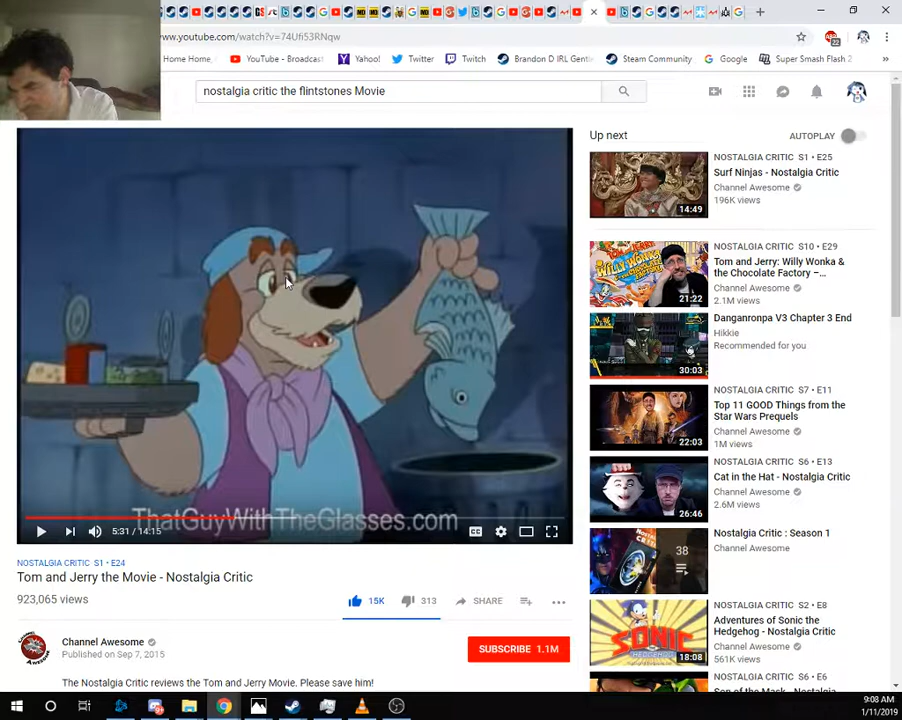 ww.youtube.com/watch?v=74Ufi53RNqw
Home Home,
YouTube - Broadcast
Yahoo!
Twitter
Twitch
Brandon D IRL Genti
Steam Community
Google
Super Smash Flash 2
22
nostalgia critic the flintstones Movie
Up next
AUTOPLAY
NOSTALGIA CRITIC S1 • E25
Surf Ninjas - Nostalgia Critic
Channel Awesome
196K views
14:49
NOSTALGIA CRITIC S10 • E29
Tom and Jerry: Willy Wonka &
the Chocolate Factory –...
Channel Awesome
2.1M views
21:22
Danganronpa V3 Chapter 3 End
Hikkie
Recommended for you
30:03
NOSTALGIA CRITIC S7 • E11
Top 11 GOOD Things from the
Star Wars Prequels
Channel Awesome
1M views
22:03
NOSTALGIA CRITIC S6 • E13
Cat in the Hat - Nostalgia Critic
Channel Awesome
2.6M views
26:46
Nostalgia Critic : Season 1
Channel Awesome
38
NOSTALGIA CRITIC S2 • E8
Adventures of Sonic the
Hedgehog - Nostalgia Critic
Channel Awesome
561K views
SONIC
18:08
NOSTALGIA CRITIC S6 • E6
Son of the Mask - Nostalgia
ThatGuyWithTheGlasses.com
5:31 / 14:15
CC
NOSTALGIA CRITIC S1 • E24
Tom and Jerry the Movie - Nostalgia Critic
923,065 views
15K
313
SHARE
Channel Awesome
Published on Sep 7, 2015
SUBSCRIBE 1.1M
The Nostalgia Critic reviews the Tom and Jerry Movie. Please save him!
9:08 AM
1/11/2019